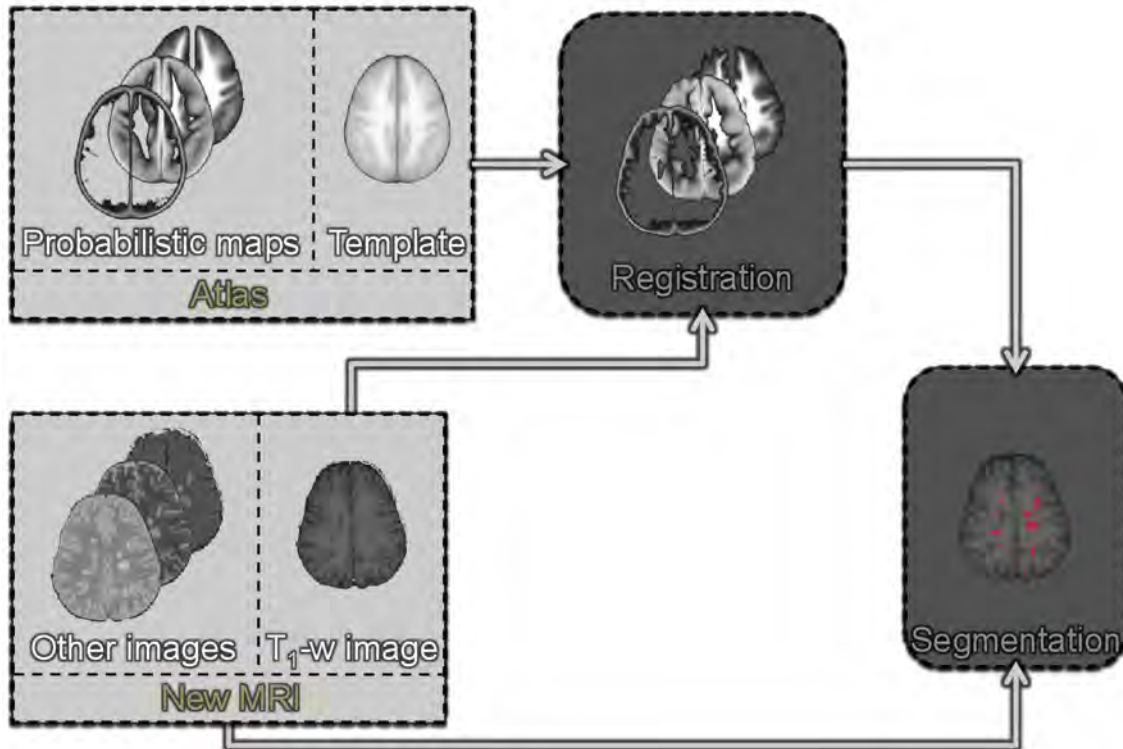 Probabilistic maps
Template
Atlas
Registration
Other images
T₁-w image
New MRI
Segmentation